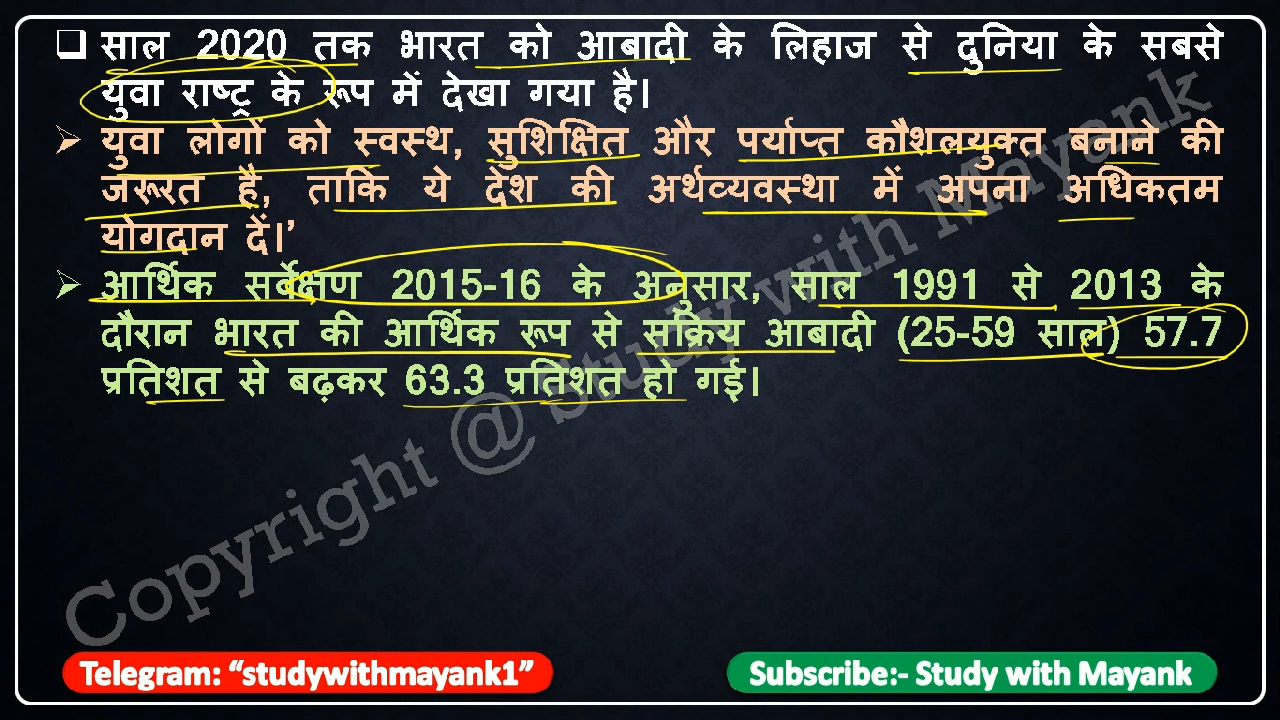 साल 2020 तक भारत को आबादी के लिहाज से दुनिया के सबसे
युवा राष्ट्र के रूप में देखा गया है।
युवा लोगों को स्वस्थ, सुशिक्षित और पर्याप्त कौशलयुक्त बनाने की
जरूरत है, ताकि ये देश की अर्थव्यवस्था में अपना अधिकतम
योगदान दें।’
आर्थिक सर्वेक्षण 2015-16 के अनुसार, साल 1991 से 2013 के
दौरान भारत की आर्थिक रूप से सक्रिय आबादी (25-59 साल) 57.7
प्रतिशत से बढ़कर 63.3 प्रतिशत हो गई।
Copyright @ Study with Mayank
Telegram: “studywithmayank1”
Subscribe:- Study with Mayank